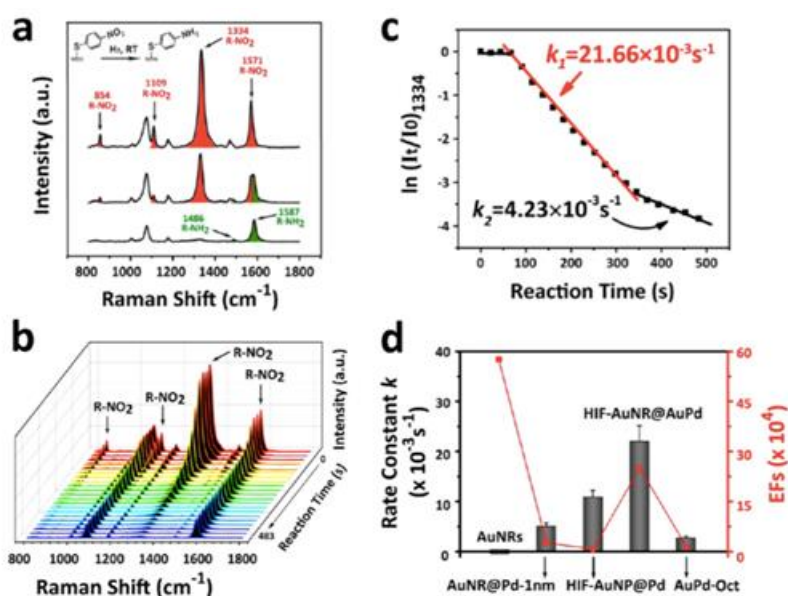 a
NO2
NH2
H2, RT
S
S
1334
R-NO2
1571
R-NO2
1109
R-NO2
854
R-NO2
1486
R-NH2
1587
R-NH2
Intensity (a.u.)
800 1000 1200 1400 1600 1800
Raman Shift (cm-1)
c
k1=21.66×10-3s-1
k2=4.23×10-3s-1
ln (It/I0)1334
0
-1
-2
-3
-4
0 100 200 300 400 500
Reaction Time (s)
b
R-NO2
R-NO2
R-NO2
R-NO2
Intensity (a.u.)
0
Reaction Time (s)
483
800 1000 1200 1400 1600 1800
Raman Shift (cm-1)
d
Rate Constant k
(x 10-3s-1)
40
30
20
10
0
60
45
30
15
0
EFs (x 104)
HIF-AuNR@AuPd
AuNRs
AuNR@Pd-1nm HIF-AuNP@Pd AuPd-Oct